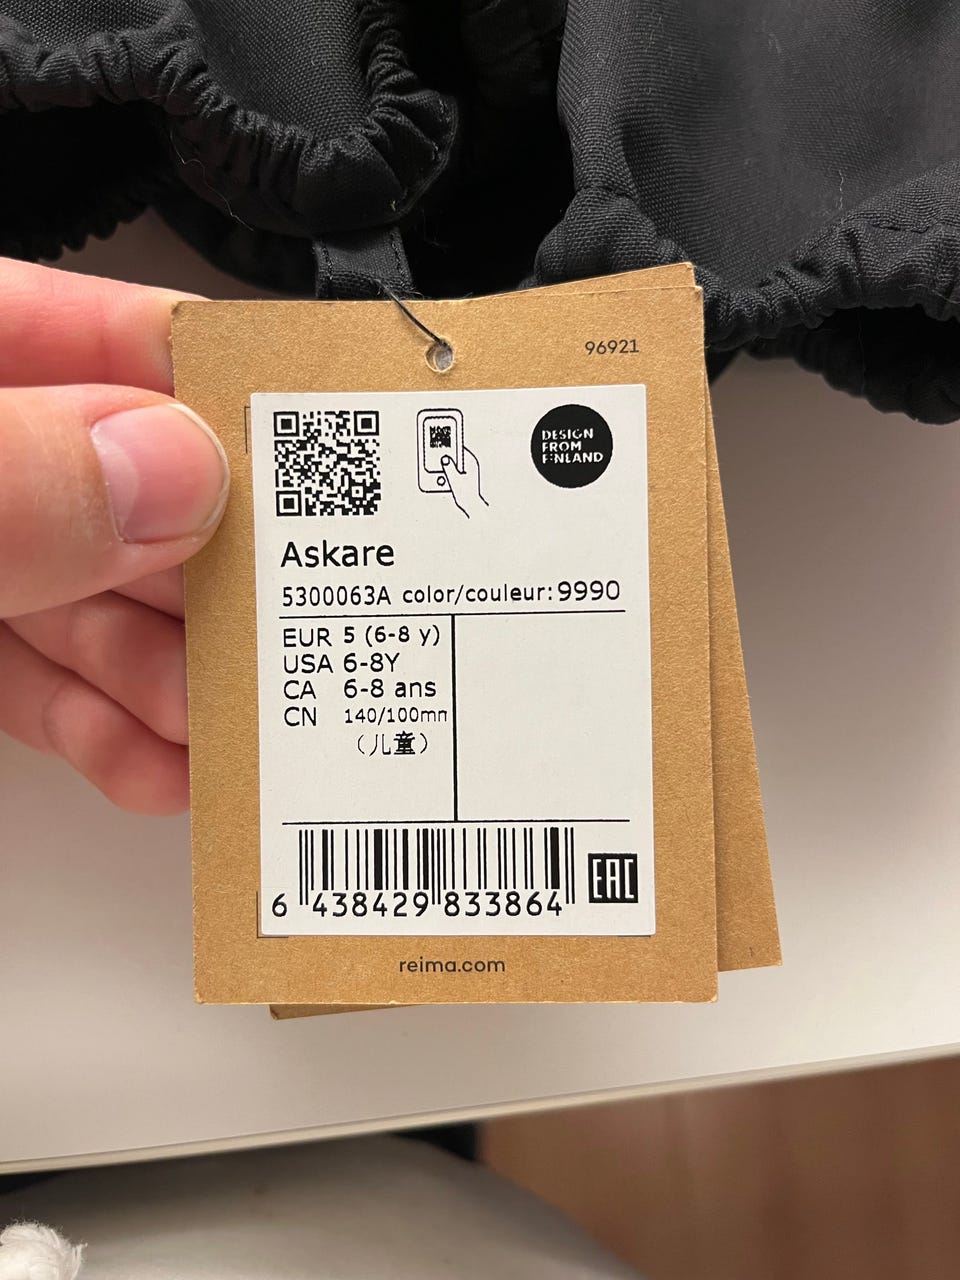 96921
DESIGN
FROM
FINLAND
Askare
5300063A color/couleur: 9990
EUR 5 (6-8 y)
USA 6-8Y
CA 6-8 ans
CN 140/100mm
(儿童)
6 438429 833864
EAC
reima.com